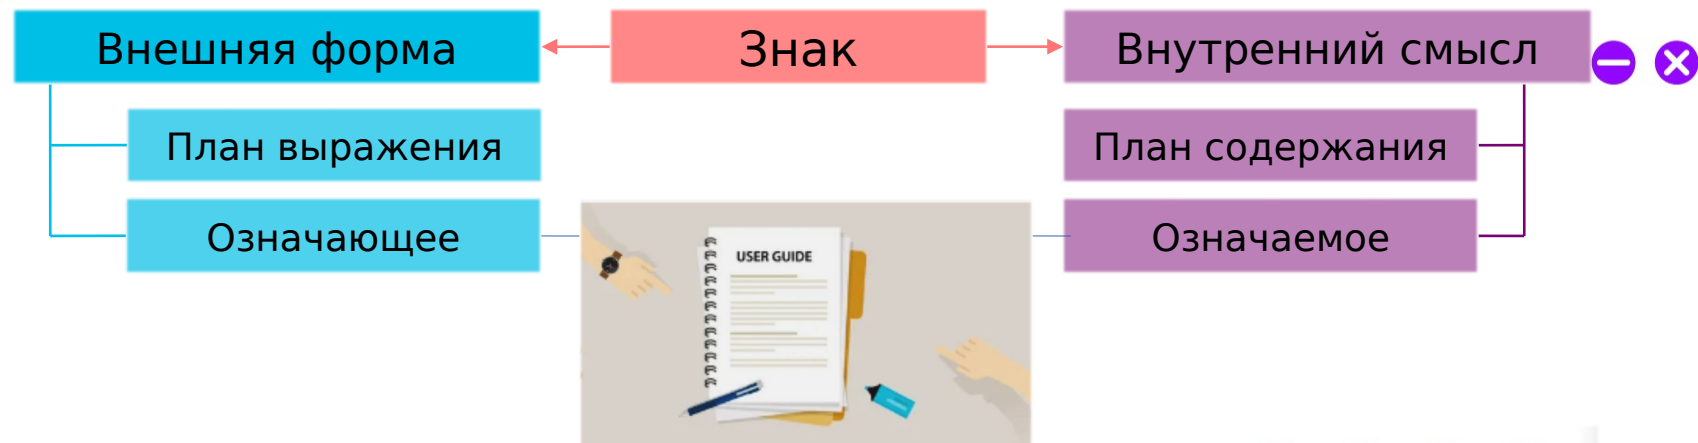 Внешняя форма
Знак
Внутренний смысл
План выражения
План содержания
Означающее
Означаемое
USER GUIDE